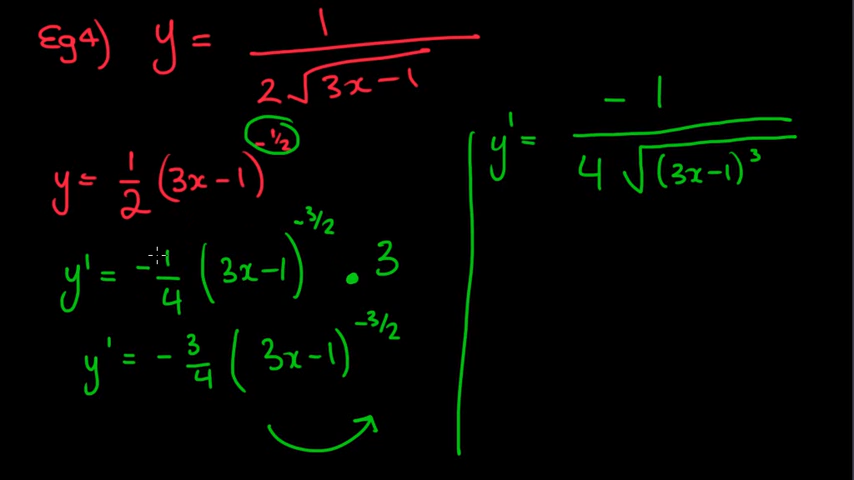 Eg4) y = 1 / 2√(3x-1)
y = 1/2 (3x-1)^(-1/2)
y' = -1/4 (3x-1)^(-3/2) · 3
y' = -3/4 (3x-1)^(-3/2)
y' = -1 / 4√((3x-1)^3)